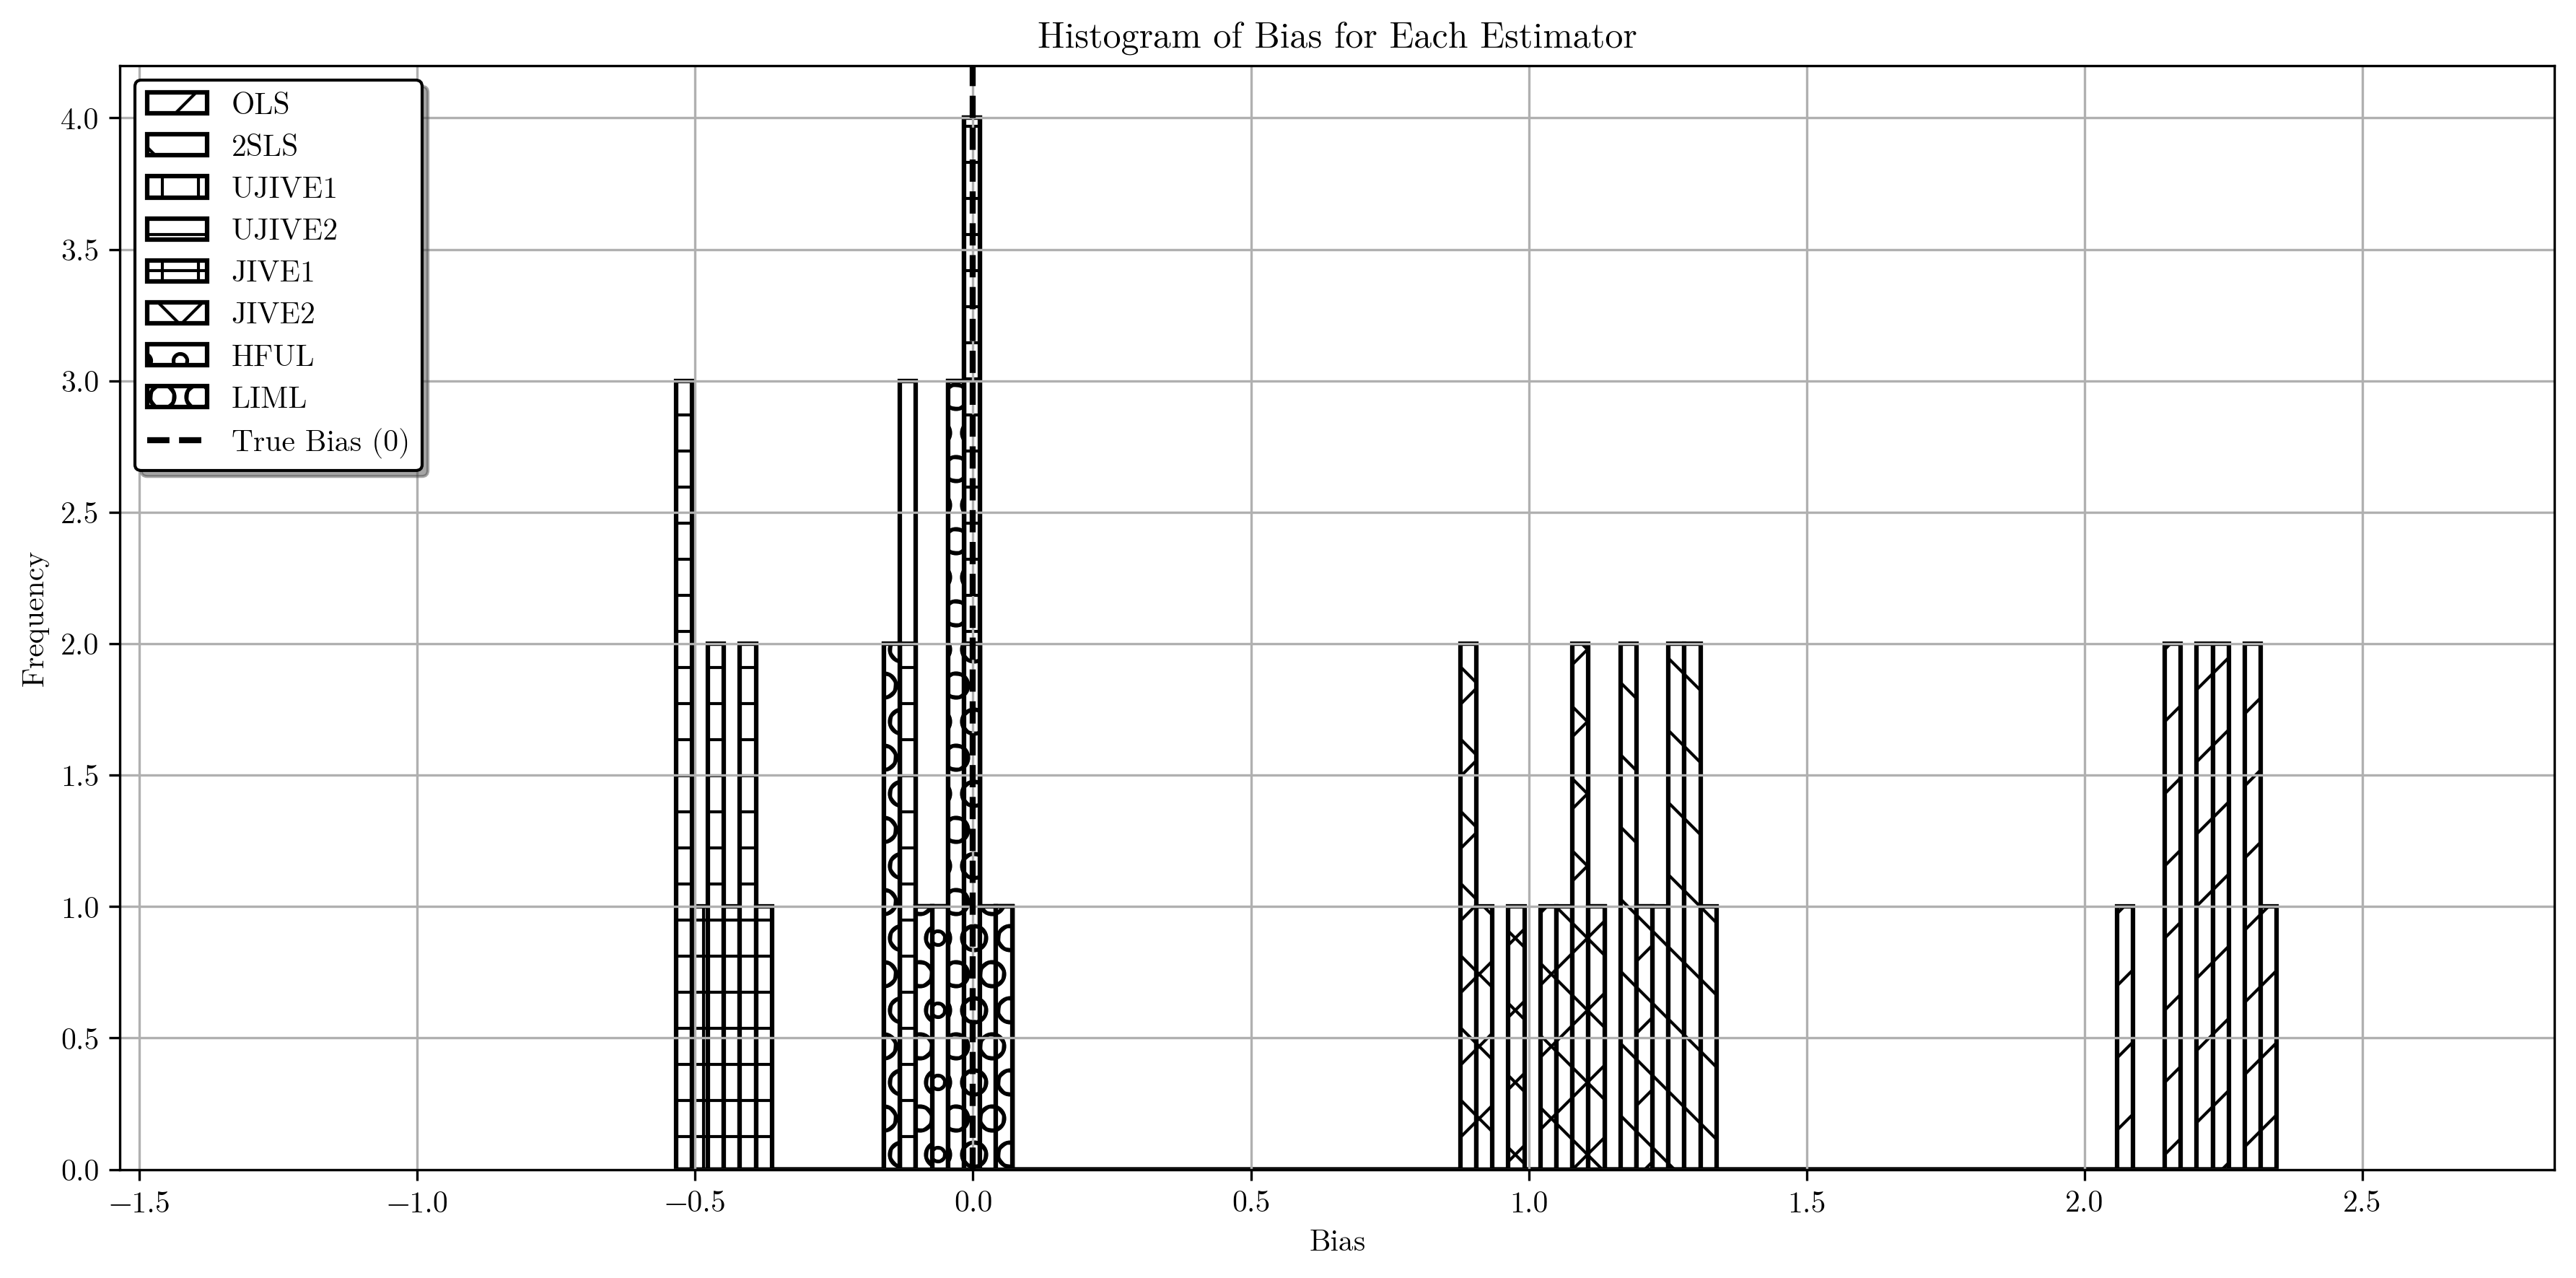 Histogram of Bias for Each Estimator
OLS
2SLS
UJIVE1
UJIVE2
JIVE1
JIVE2
HFUL
LIML
True Bias (0)
Frequency
4.0
3.5
3.0
2.5
2.0
1.5
1.0
0.5
0.0
−1.5 −1.0 −0.5 0.0 0.5 1.0 1.5 2.0 2.5
Bias